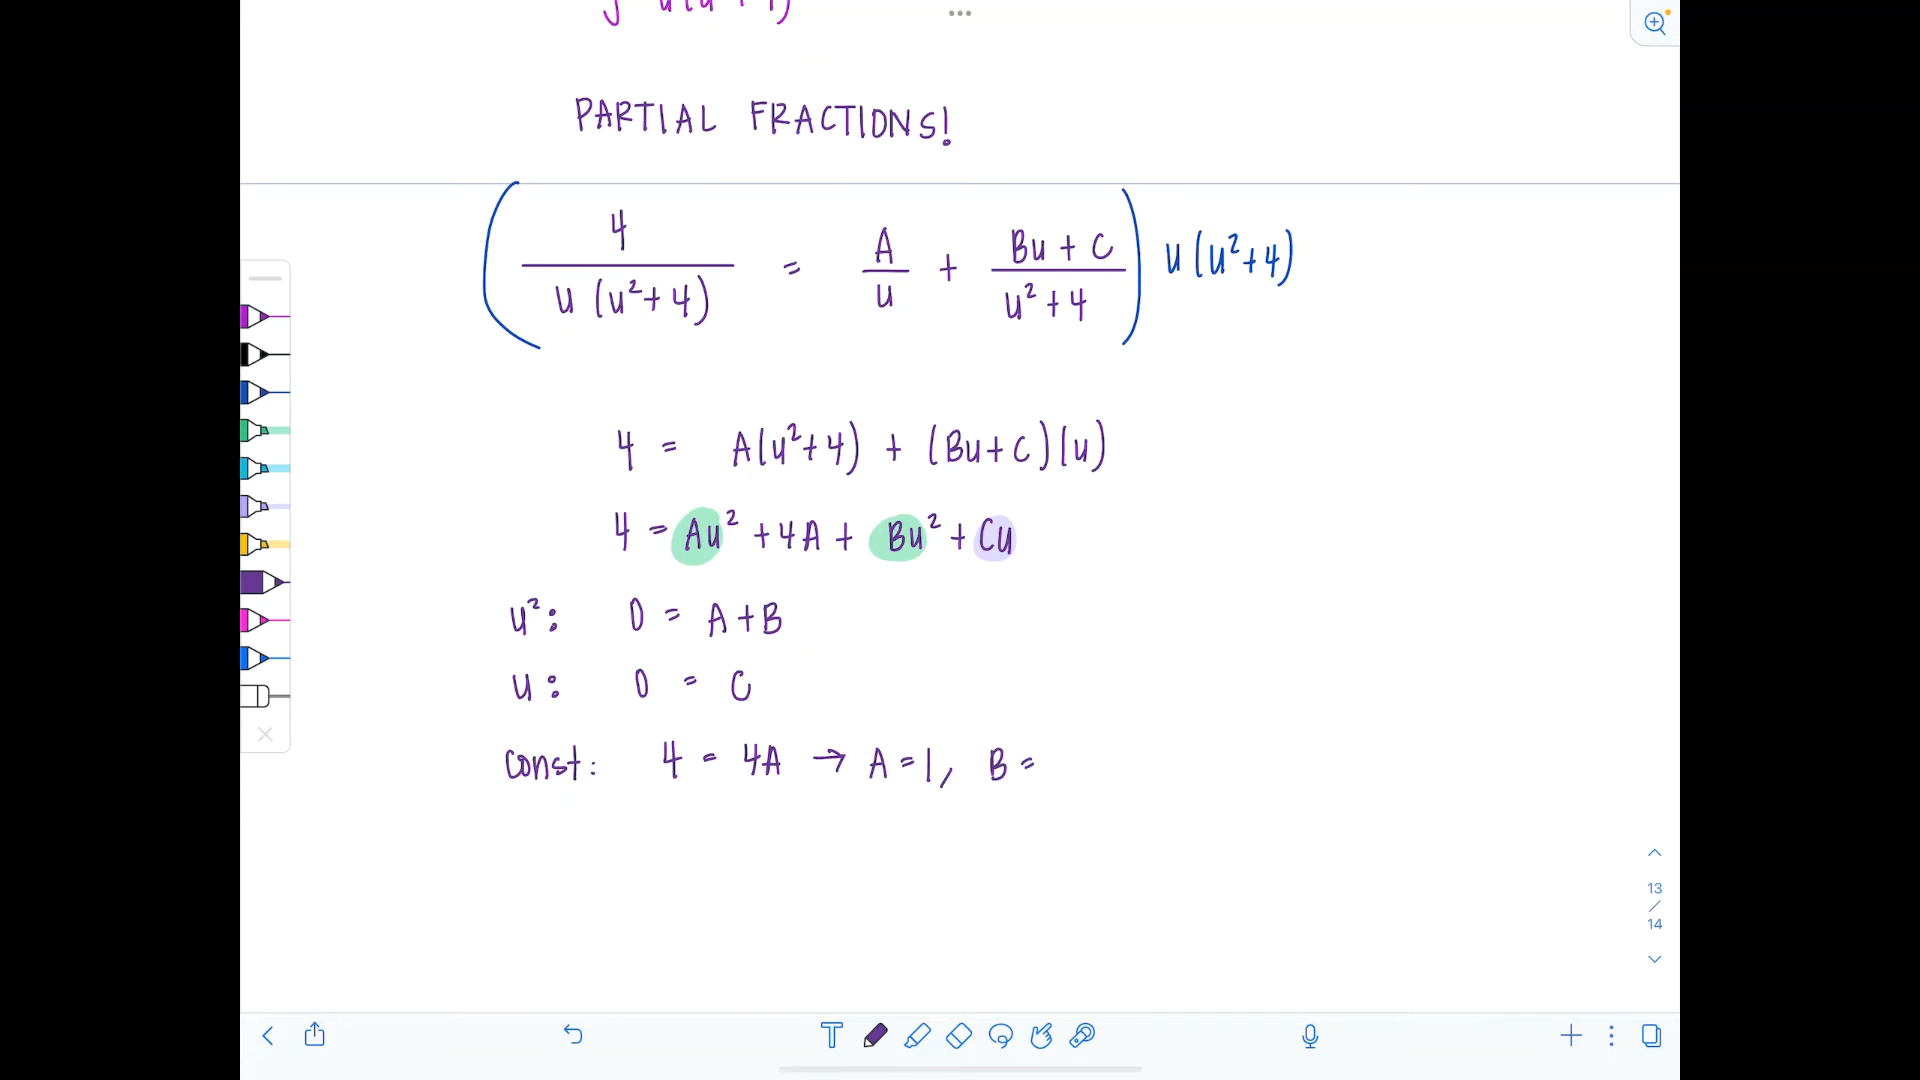 PARTIAL FRACTIONS!
( 4 / u(u²+4) = A/u + (Bu+C)/(u²+4) ) u(u²+4)
4 = A(u²+4) + (Bu+C)(u)
4 = Au² + 4A + Bu² + Cu
u²: 0 = A+B
u: 0 = C
const: 4 = 4A → A=1, B=
13
/
14
T